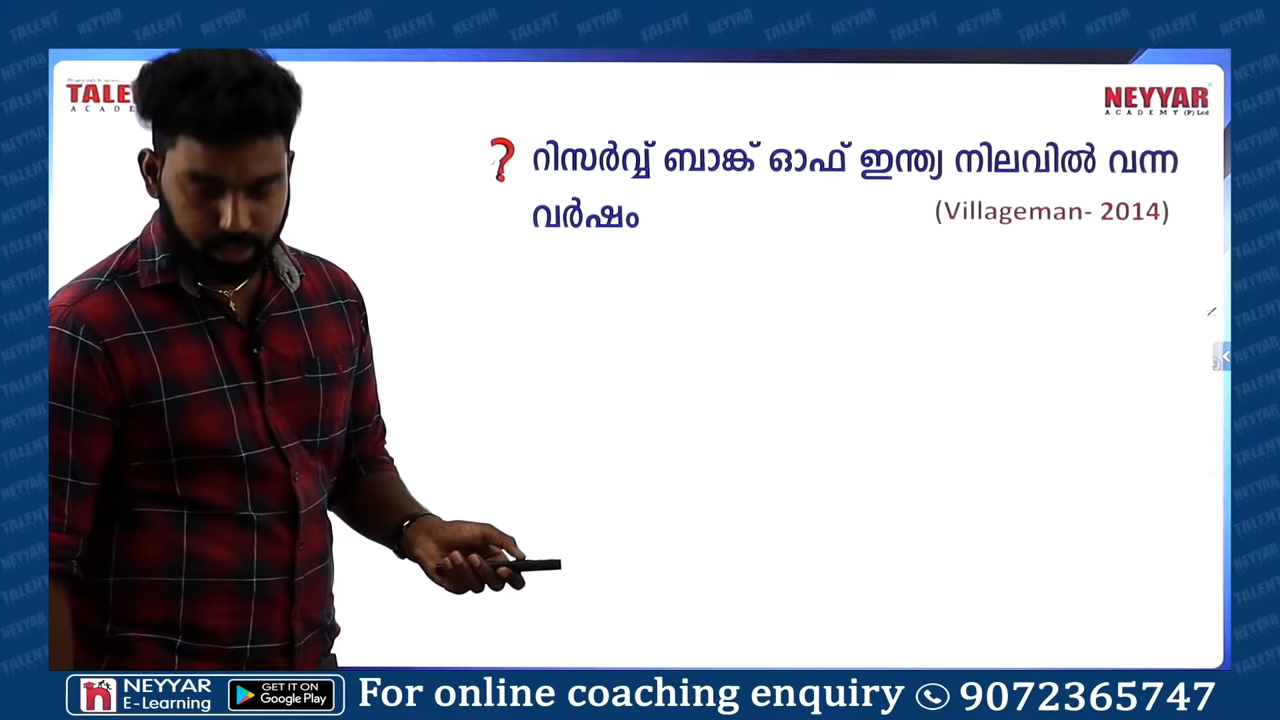 TALE
ACADE
NEYYAR
ACADEMY (P) Ltd
? റിസർവ്വ് ബാങ്ക് ഓഫ് ഇന്ത്യ നിലവിൽ വന്ന
വർഷം
(Villageman- 2014)
NEYYAR
E-Learning
GET IT ON
Google Play
For online coaching enquiry 9072365747